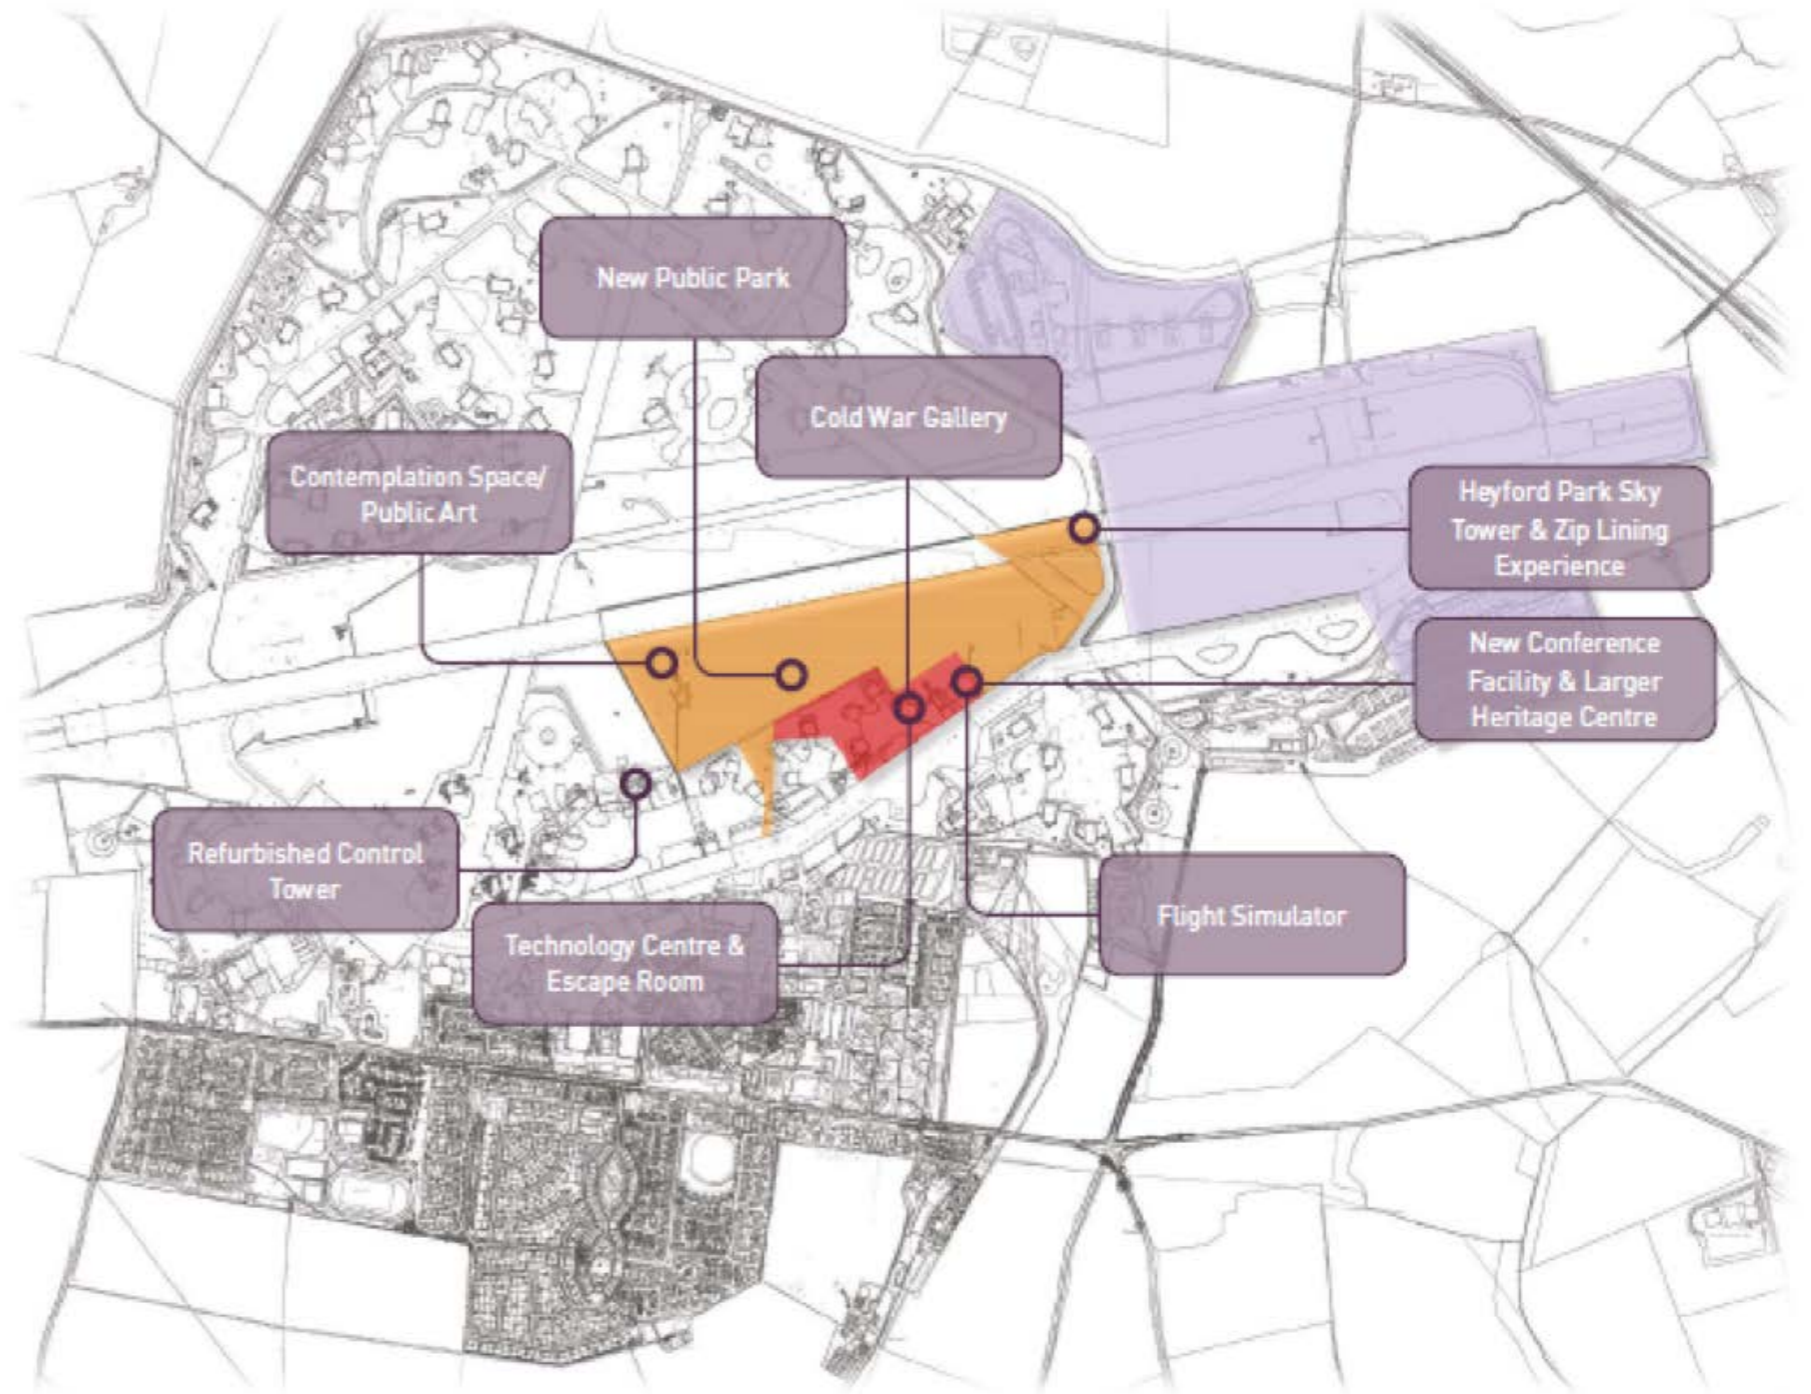 New Public Park
Cold War Gallery
Contemplation Space/
Public Art
Heyford Park Sky
Tower & Zip Lining
Experience
New Conference
Facility & Larger
Heritage Centre
Refurbished Control
Tower
Technology Centre &
Escape Room
Flight Simulator